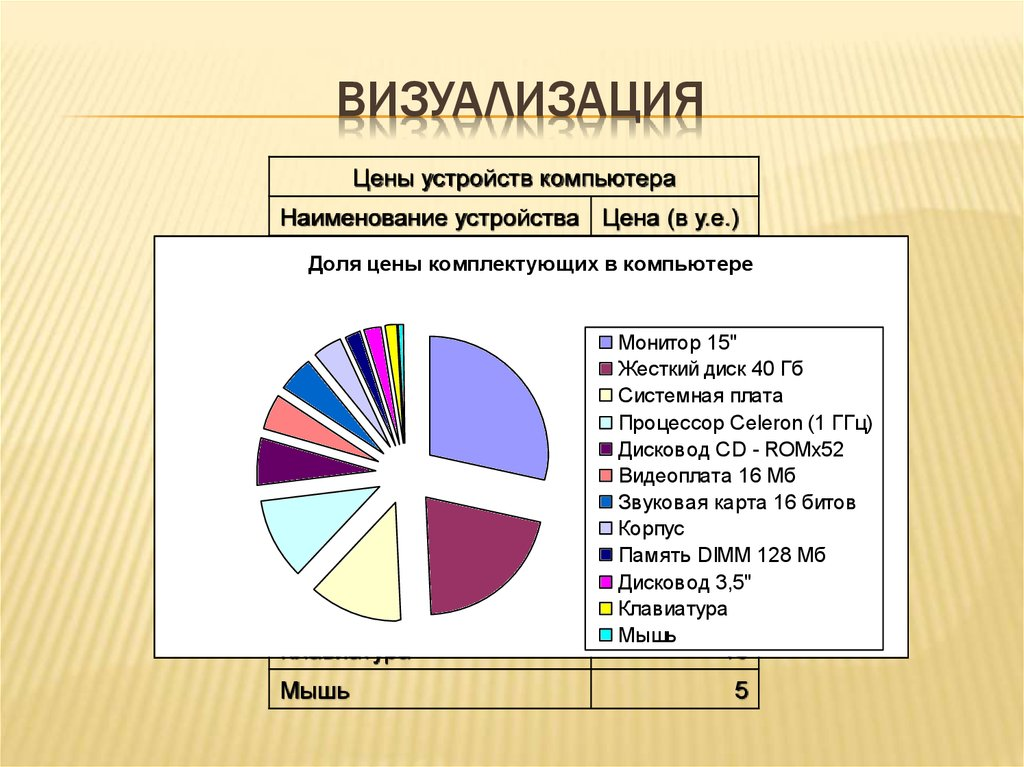 ВИЗУАЛИЗАЦИЯ
Цены устройств компьютера
Наименование устройства Цена (в у.е.)
Доля цены комплектующих в компьютере
Монитор 15"
Жесткий диск 40 Гб
Системная плата
Процессор Celeron (1 ГГц)
Дисковод CD - ROMx52
Видеоплата 16 Мб
Звуковая карта 16 битов
Корпус
Память DIMM 128 Мб
Дисковод 3,5"
Клавиатура
Мышь
Мышь 5